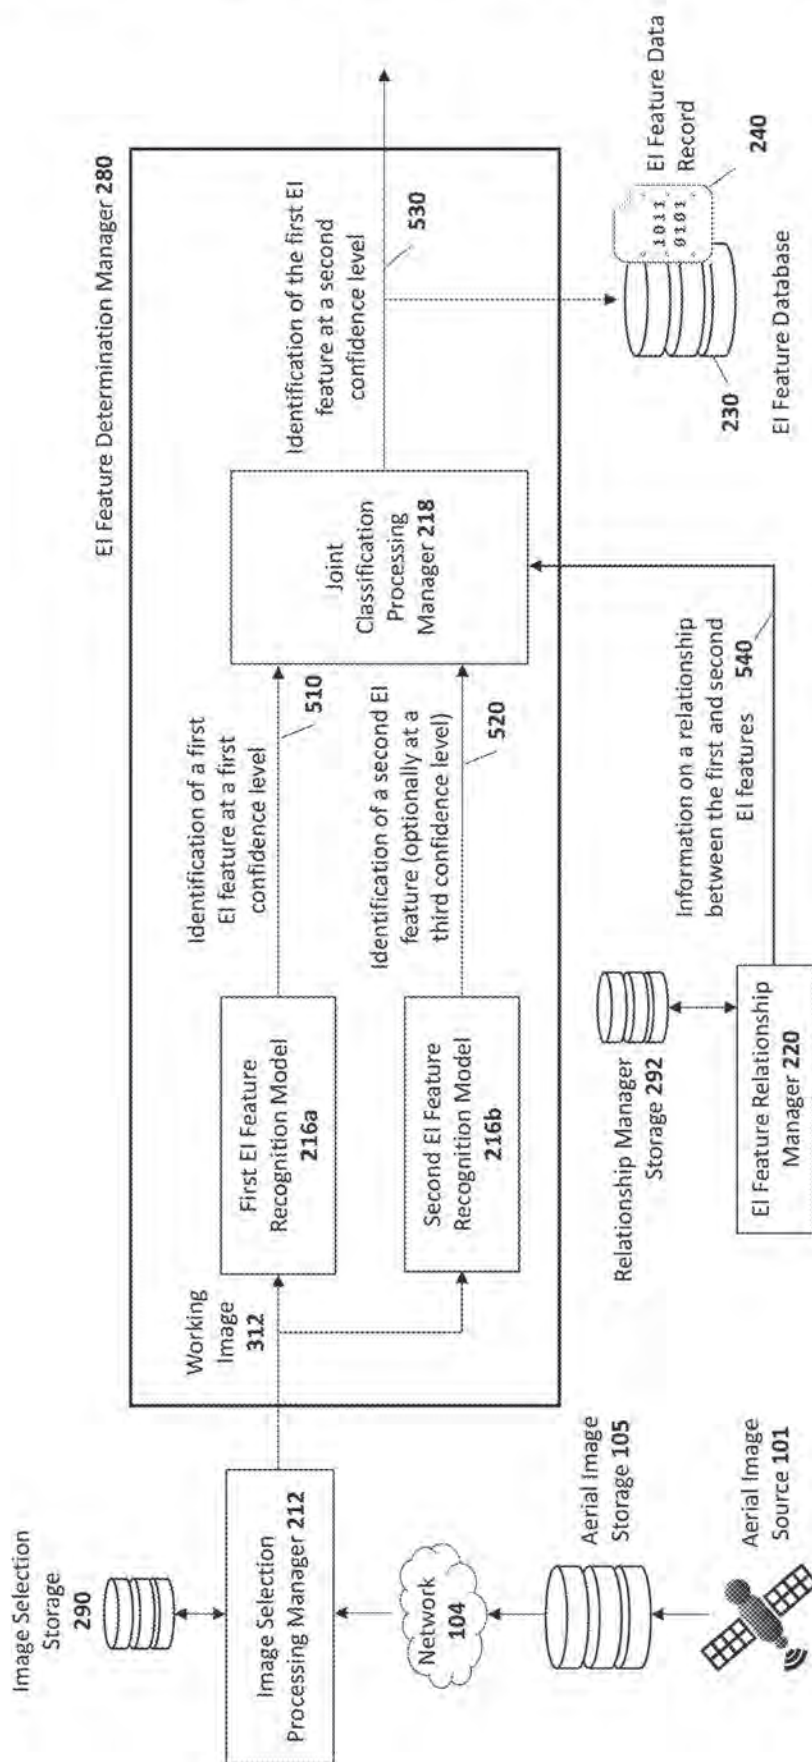 EI Feature Determination Manager 280
Image Selection
Storage
290
Image Selection
Processing Manager 212
Network
104
Aerial Image
Storage 105
Aerial Image
Source 101
Working
Image
312
First EI Feature
Recognition Model
216a
Second EI Feature
Recognition Model
216b
Identification of a first
EI feature at a first
confidence level
510
Identification of a second EI
feature (optionally at a
third confidence level)
520
Joint
Classification
Processing
Manager 218
Identification of the first EI
feature at a second
confidence level
530
Relationship Manager
Storage 292
EI Feature Relationship
Manager 220
Information on a relationship
between the first and second
EI features
540
1011
0101
EI Feature Data
Record
240
230
EI Feature Database